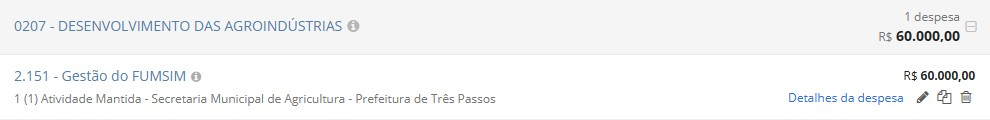 0207 - DESENVOLVIMENTO DAS AGROINDÚSTRIAS
1 despesa
R$ 60.000,00
2.151 - Gestão do FUMSIM
R$ 60.000,00
1 (1) Atividade Mantida - Secretaria Municipal de Agricultura - Prefeitura de Três Passos
Detalhes da despesa